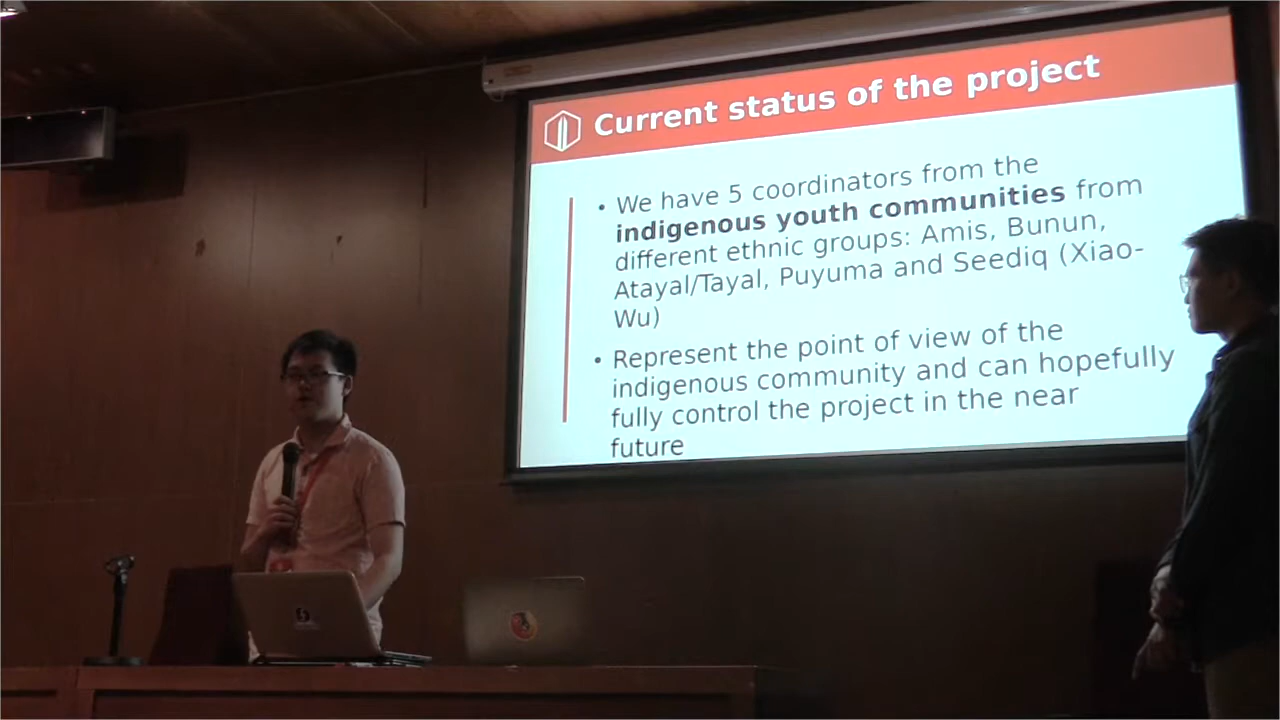 Current status of the project
• We have 5 coordinators from the
indigenous youth communities from
different ethnic groups: Amis, Bunun,
Atayal/Tayal, Puyuma and Seediq (Xiao-
Wu)
• Represent the point of view of the
indigenous community and can hopefully
fully control the project in the near
future